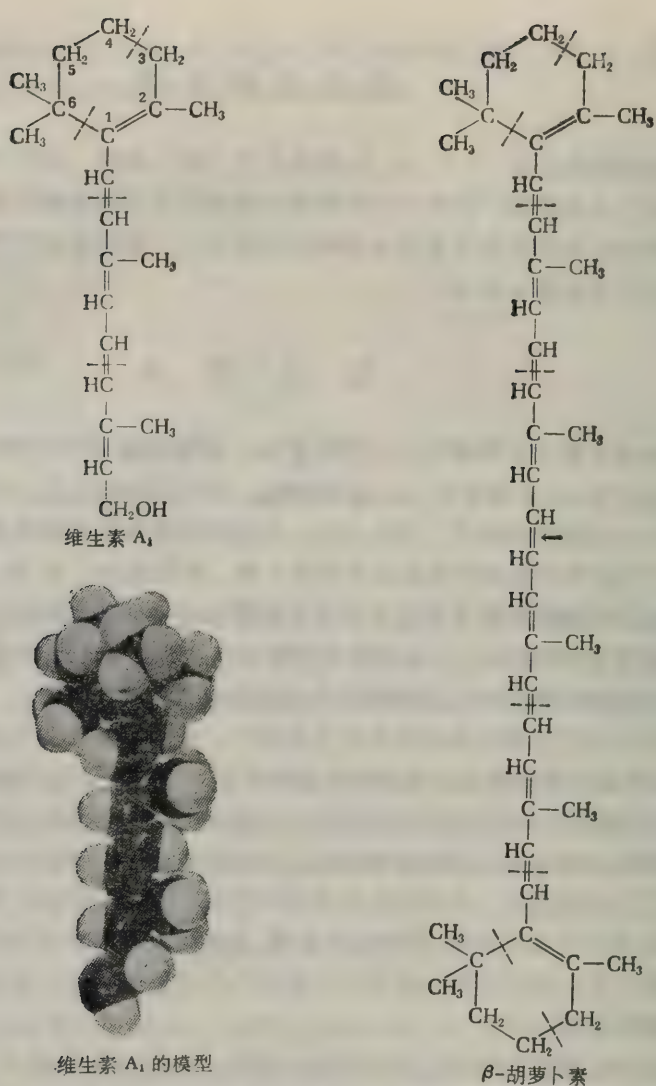 CH₂
4
CH₂
5
3
CH₂
CH₃
6
2
C
C—CH₃
CH₃
1
C
HC
CH
C—CH₃
HC
CH
HC
C—CH₃
HC
CH₂OH
维生素 A₁
维生素 A₁ 的模型
CH₂
CH₂
CH₂
CH₃
C
C—CH₃
CH₃
C
HC
CH
C—CH₃
HC
CH
HC
C—CH₃
HC
CH
HC
HC
C—CH₃
HC
CH
HC
C—CH₃
HC
CH
CH₃
C
C
C—CH₃
CH₃
CH₂
CH₂
CH₂
β-胡萝卜素